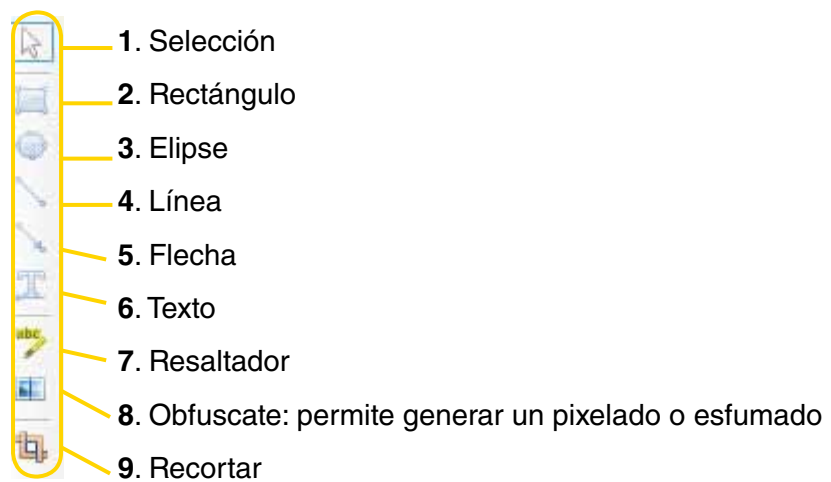 1. Selección
2. Rectángulo
3. Elipse
4. Línea
5. Flecha
T
6. Texto
abc
7. Resaltador
8. Obfuscate: permite generar un pixelado o esfumado
9. Recortar